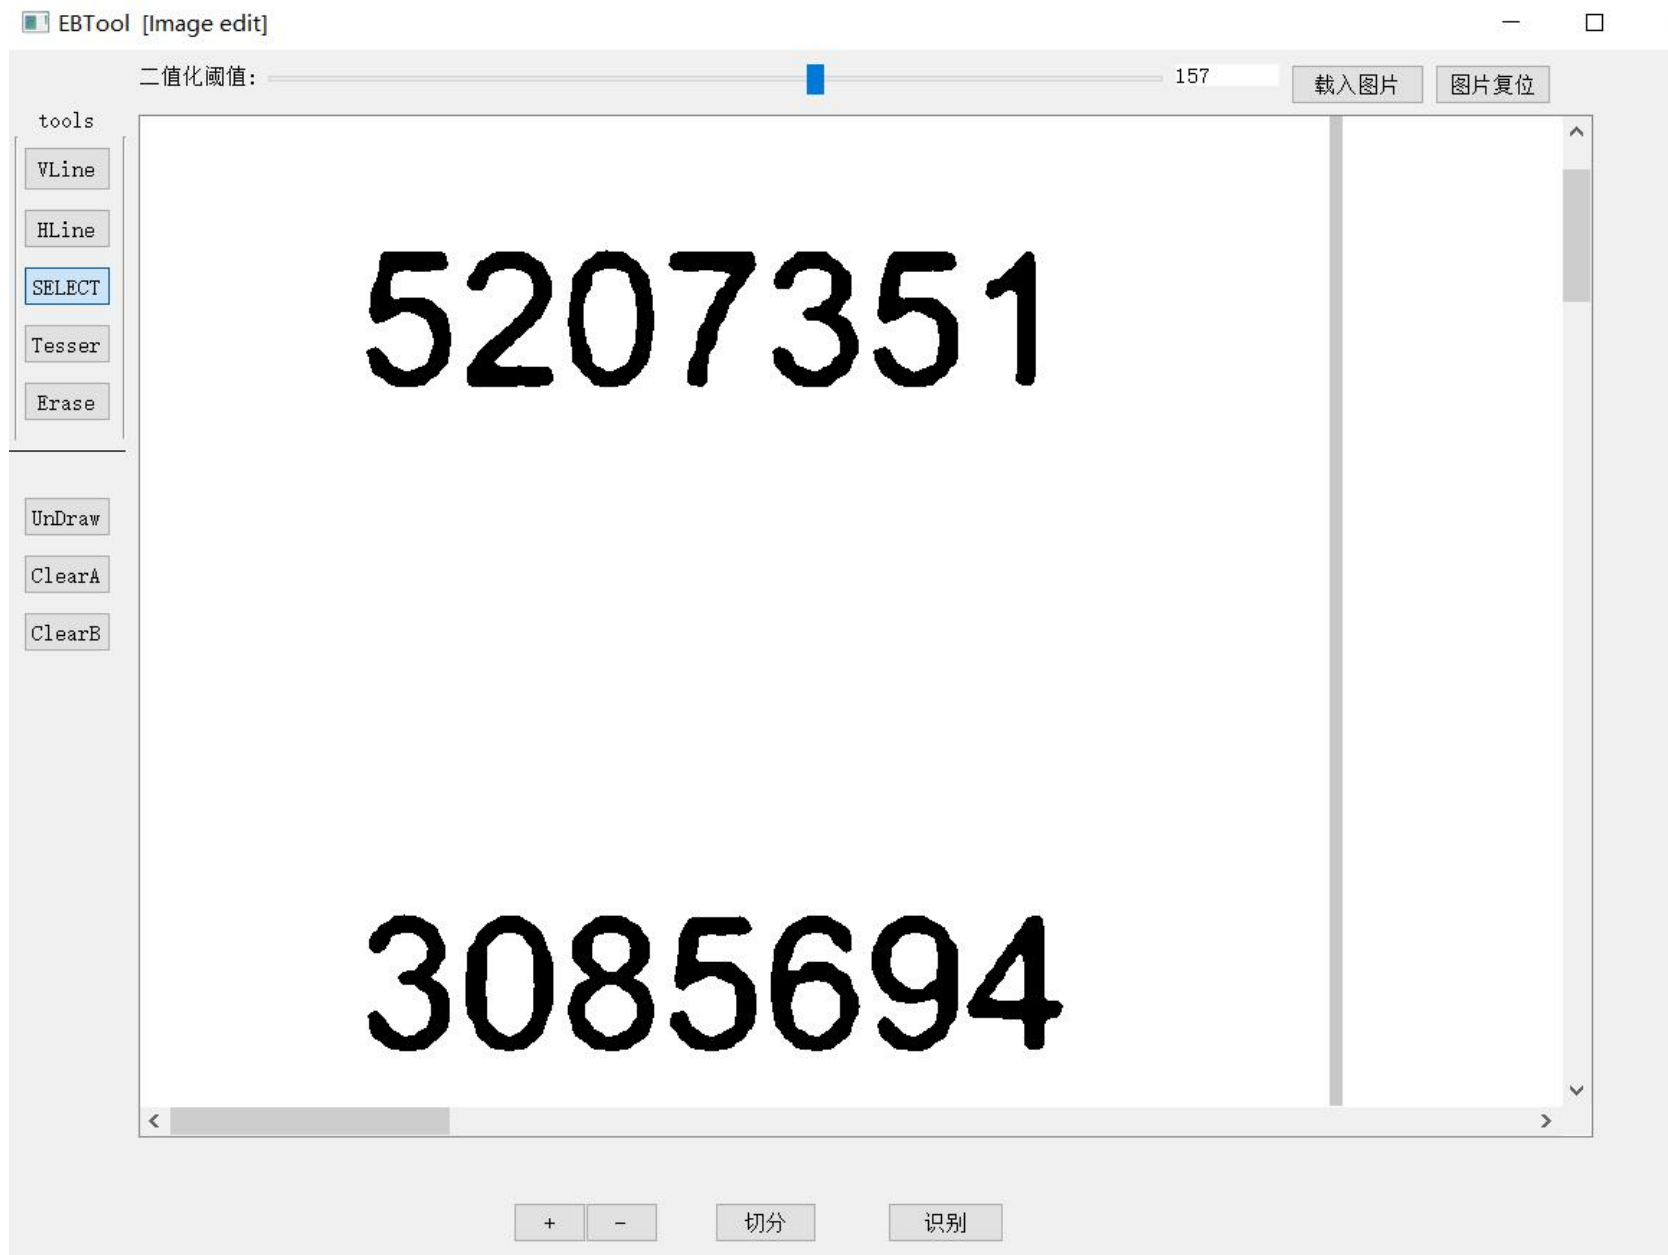 EBTool [Image edit]
二值化阈值: 157 载入图片 图片复位
tools
VLine
HLine
SELECT
Tesser
Erase
UnDraw
ClearA
ClearB
5207351
3085694
+ - 切分 识别